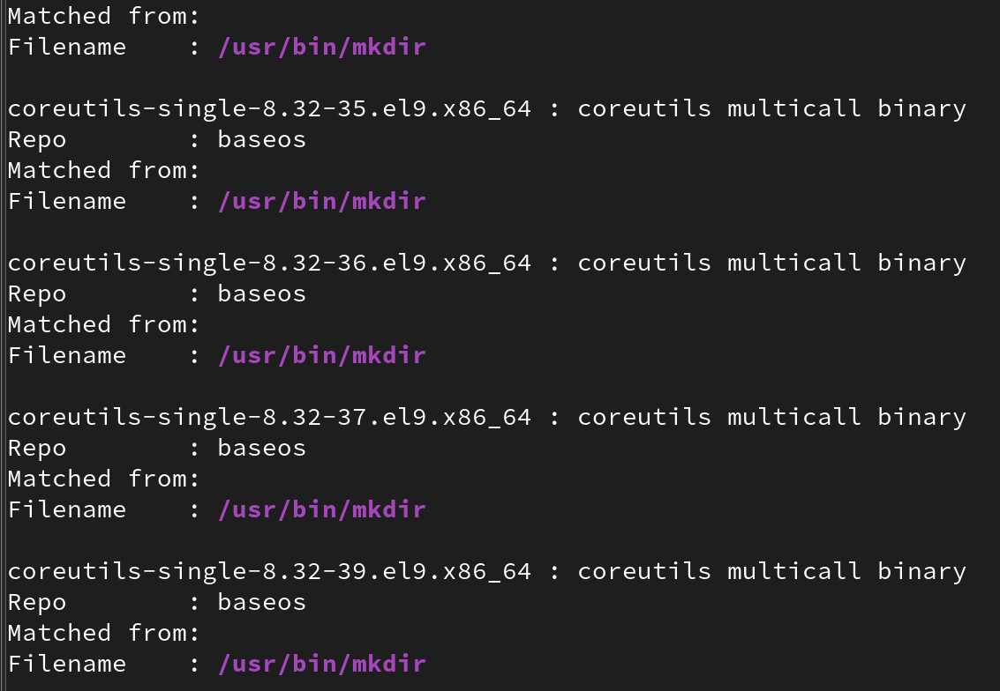 Matched from:
Filename    : /usr/bin/mkdir

coreutils-single-8.32-35.el9.x86_64 : coreutils multicall binary
Repo        : baseos
Matched from:
Filename    : /usr/bin/mkdir

coreutils-single-8.32-36.el9.x86_64 : coreutils multicall binary
Repo        : baseos
Matched from:
Filename    : /usr/bin/mkdir

coreutils-single-8.32-37.el9.x86_64 : coreutils multicall binary
Repo        : baseos
Matched from:
Filename    : /usr/bin/mkdir

coreutils-single-8.32-39.el9.x86_64 : coreutils multicall binary
Repo        : baseos
Matched from:
Filename    : /usr/bin/mkdir